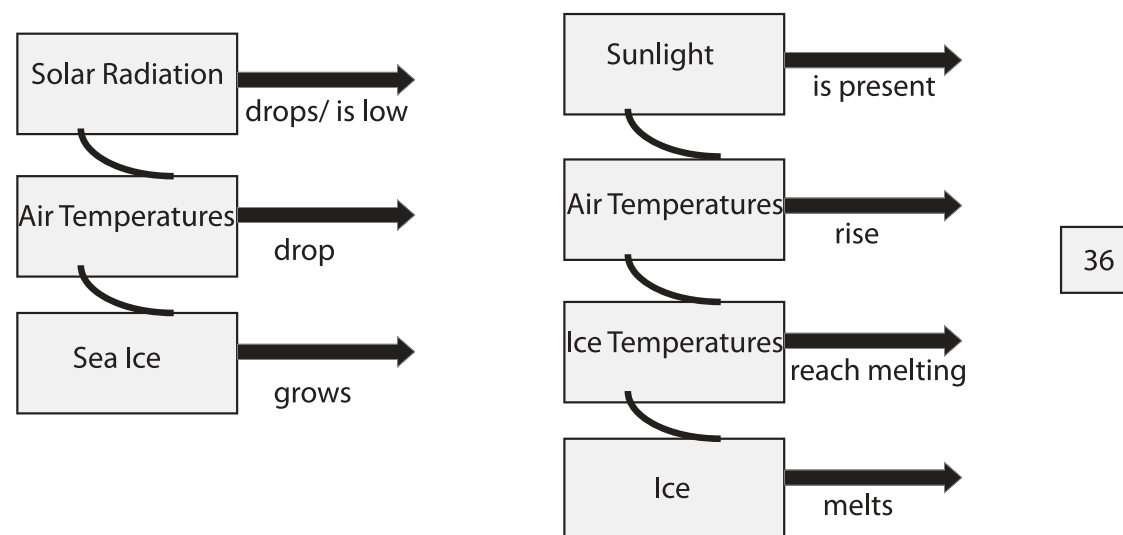 Solar Radiation
drops/ is low
Air Temperatures
drop
Sea Ice
grows
Sunlight
is present
Air Temperatures
rise
Ice Temperatures
reach melting
Ice
melts
36